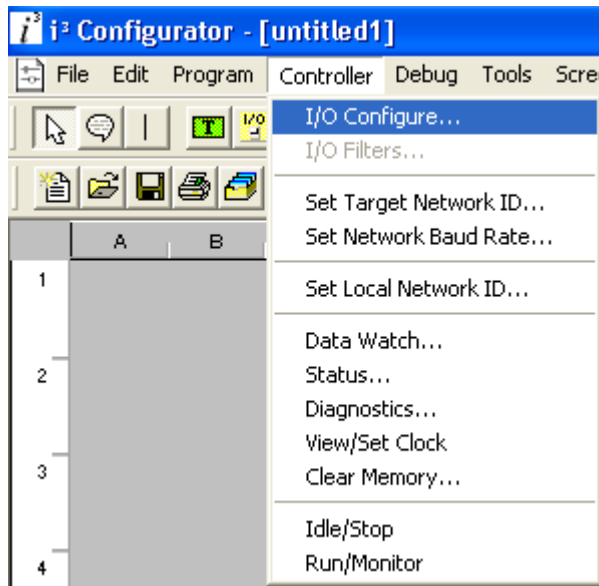 i³ i³ Configurator - [untitled1]
File Edit Program Controller Debug Tools Scre
T I/O
I/O Configure...
I/O Filters...
Set Target Network ID...
Set Network Baud Rate...
Set Local Network ID...
Data Watch...
Status...
Diagnostics...
View/Set Clock
Clear Memory...
Idle/Stop
Run/Monitor
A B
1
2
3
4